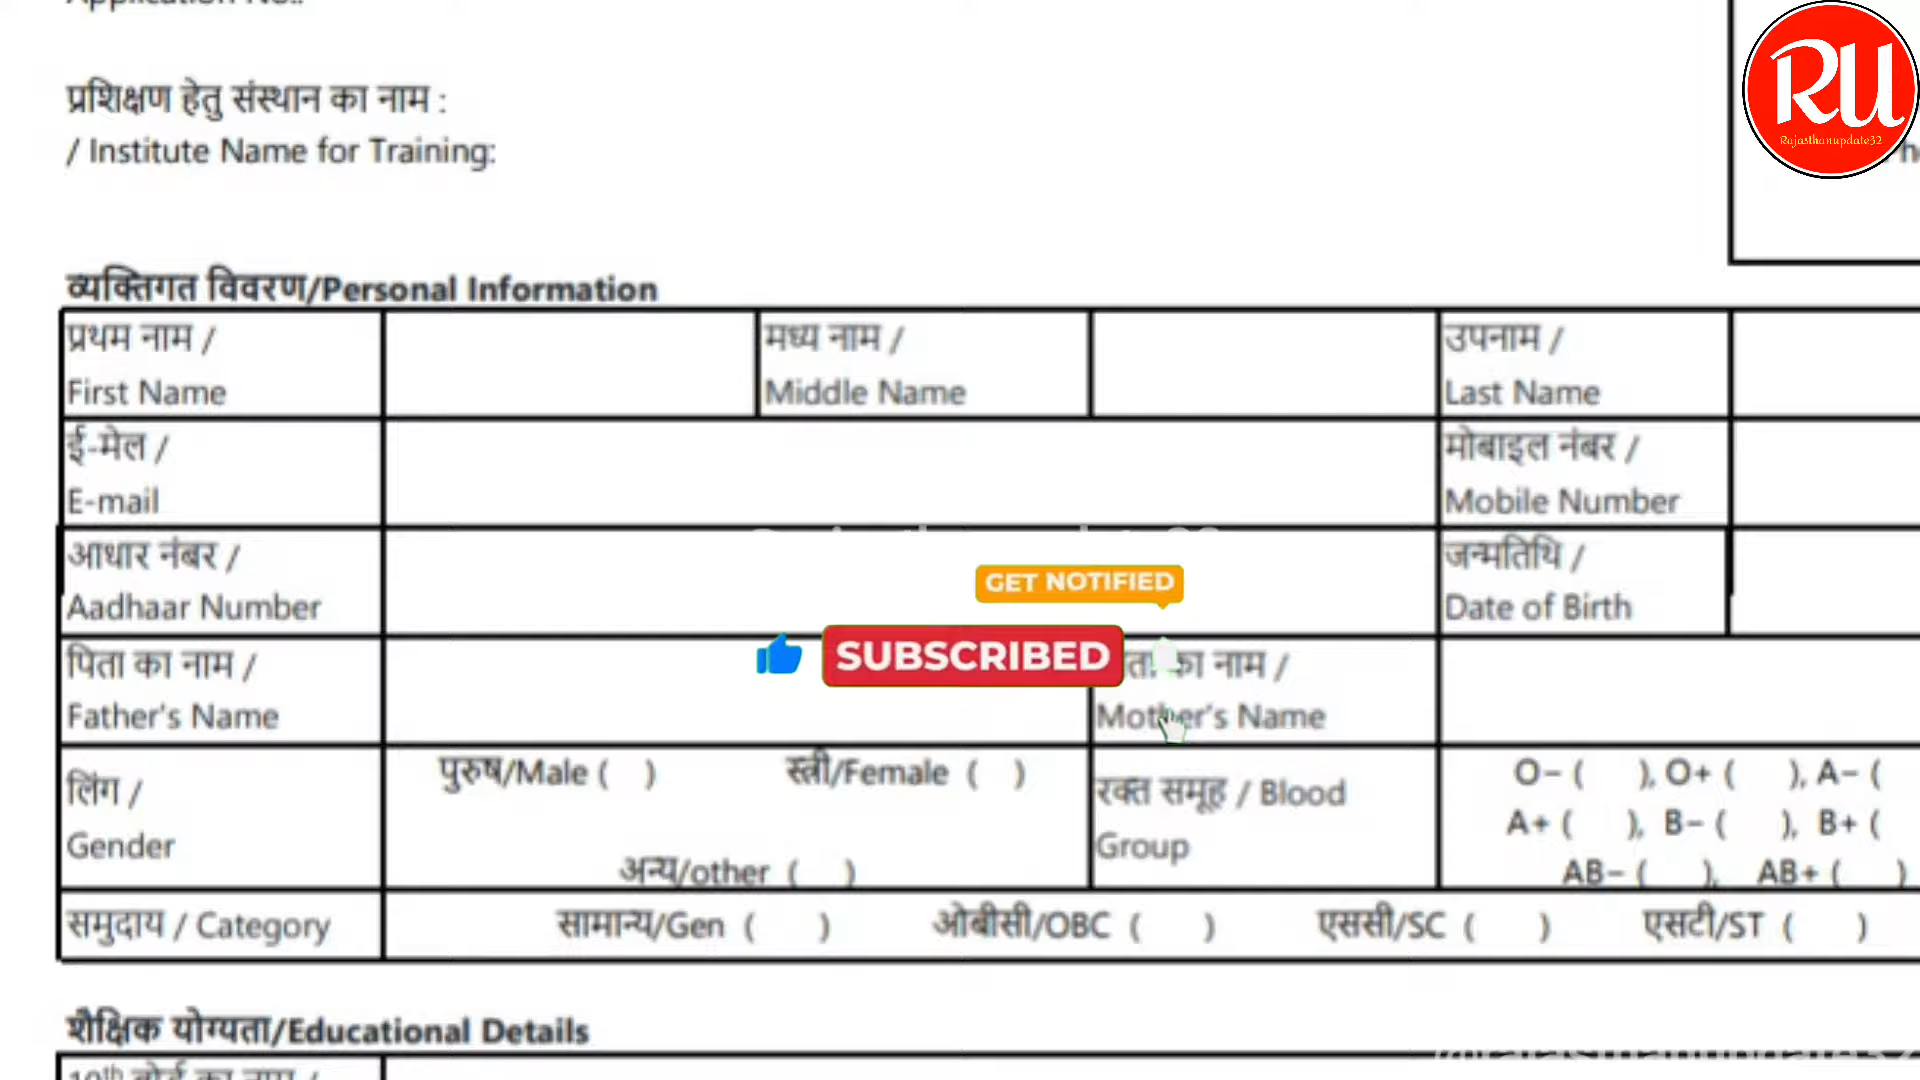 Application No.:
प्रशिक्षण हेतु संस्थान का नाम :
/ Institute Name for Training:
RU
Rajasthanupdate32
व्यक्तिगत विवरण/Personal Information
प्रथम नाम /
First Name
मध्य नाम /
Middle Name
उपनाम /
Last Name
ई-मेल /
E-mail
मोबाइल नंबर /
Mobile Number
आधार नंबर /
Aadhaar Number
जन्मतिथि /
Date of Birth
GET NOTIFIED
SUBSCRIBED
पिता का नाम /
Father's Name
का नाम /
Mother's Name
लिंग /
Gender
पुरुष/Male ( ) स्त्री/Female ( )
अन्य/other ( )
रक्त समूह / Blood
Group
O− ( ), O+ ( ), A− (
A+ ( ), B− ( ), B+ (
AB− ( ), AB+ ( )
समुदाय / Category
सामान्य/Gen ( ) ओबीसी/OBC ( ) एससी/SC ( ) एसटी/ST ( )
शैक्षिक योग्यता/Educational Details
10th बोर्ड का नाम /